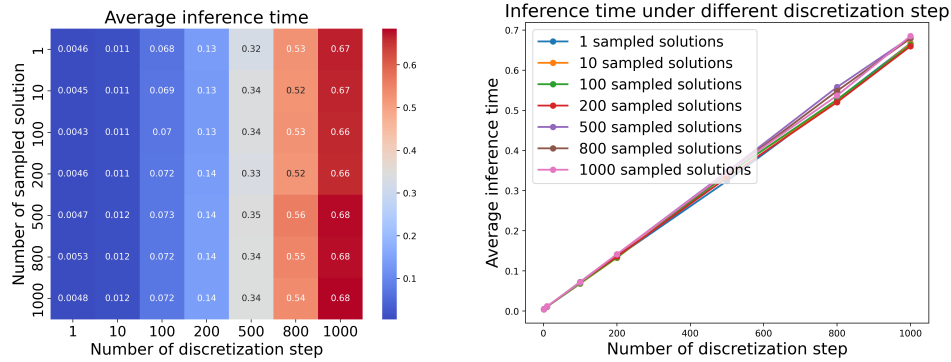 Average inference time
Number of sampled solution
1 0.0046 0.011 0.068 0.13 0.32 0.53 0.67
10 0.0045 0.011 0.069 0.13 0.34 0.52 0.67
100 0.0043 0.011 0.07 0.13 0.34 0.53 0.66
200 0.0046 0.011 0.072 0.14 0.33 0.52 0.66
500 0.0047 0.012 0.073 0.14 0.35 0.56 0.68
800 0.0053 0.012 0.072 0.14 0.34 0.55 0.68
1000 0.0048 0.012 0.072 0.14 0.34 0.54 0.68
1 10 100 200 500 800 1000
Number of discretization step
0.6
0.5
0.4
0.3
0.2
0.1
Inference time under different discretization step
Average inference time
0.7
0.6
0.5
0.4
0.3
0.2
0.1
0.0
1 sampled solutions
10 sampled solutions
100 sampled solutions
200 sampled solutions
500 sampled solutions
800 sampled solutions
1000 sampled solutions
0 200 400 600 800 1000
Number of discretization step